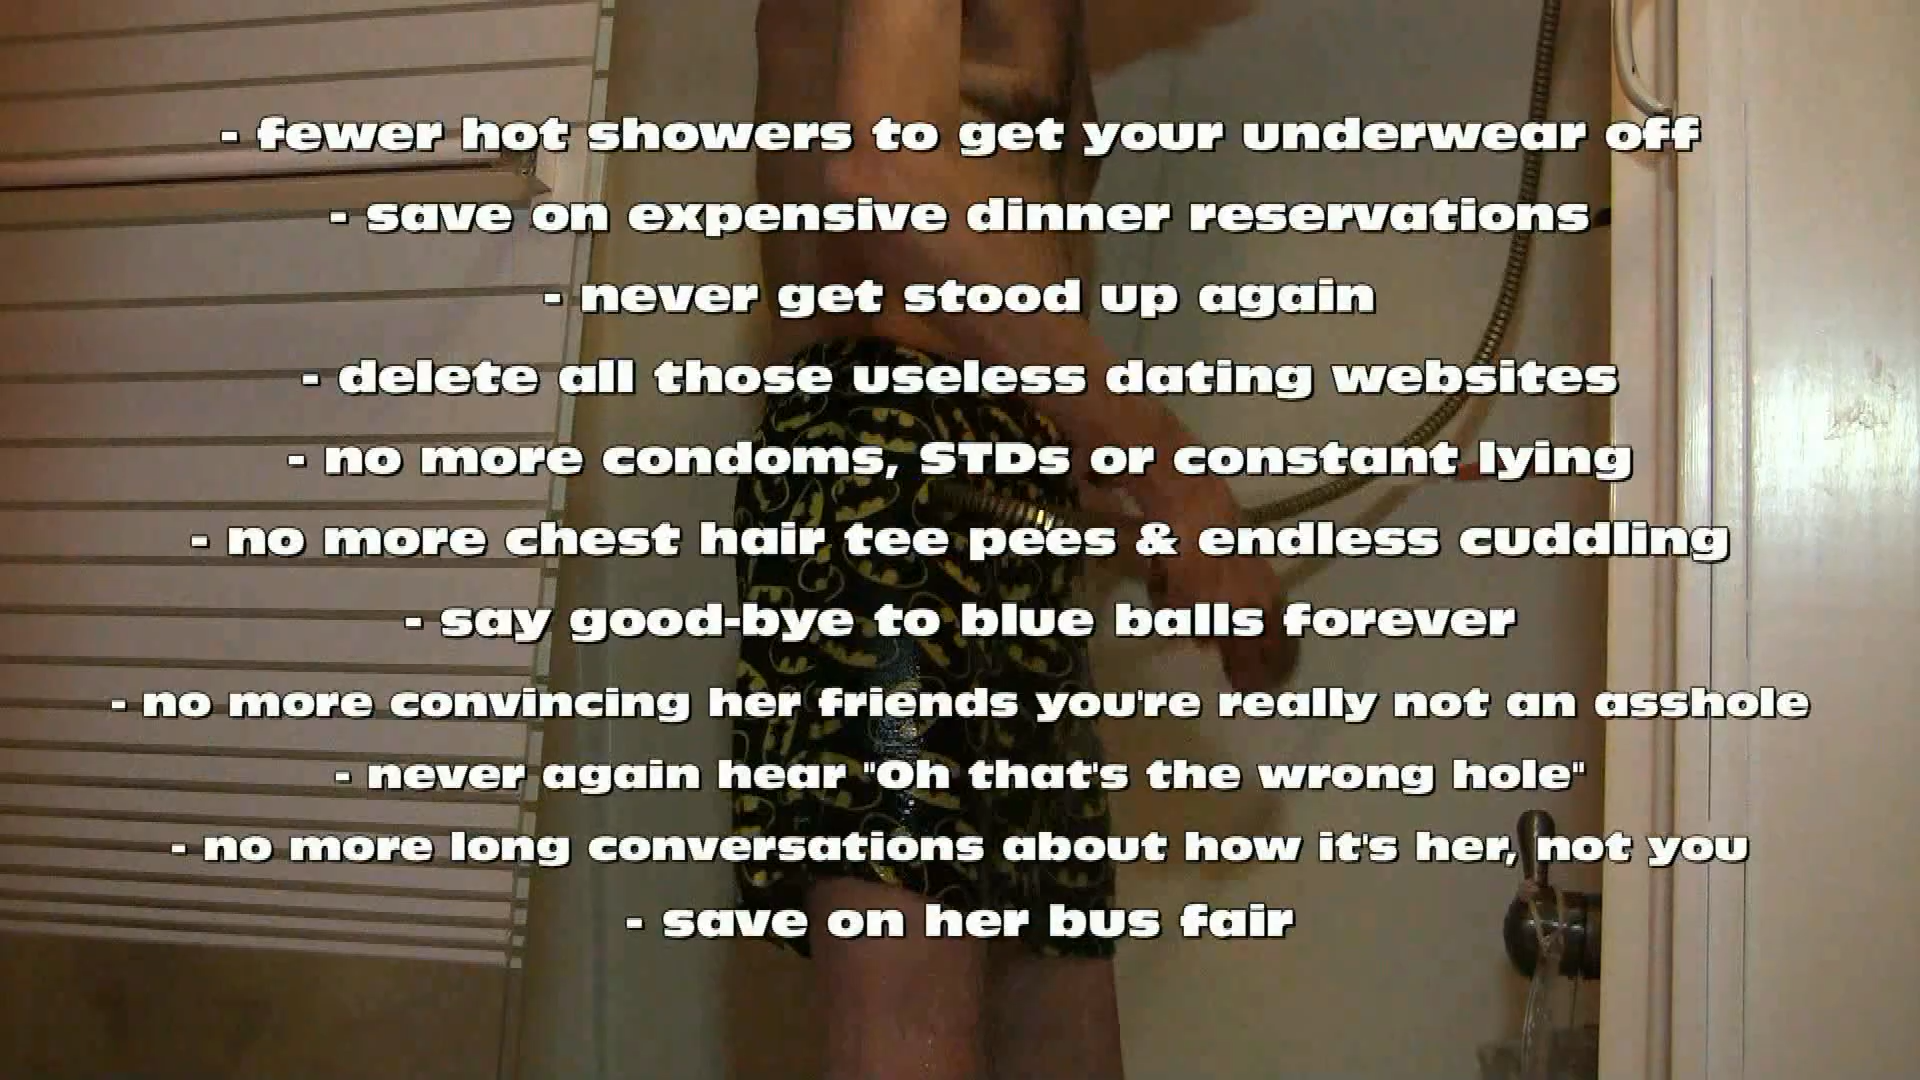 - fewer hot showers to get your underwear off
- save on expensive dinner reservations
- never get stood up again
- delete all those useless dating websites
- no more condoms, STDs or constant lying
- no more chest hair tee pees & endless cuddling
- say good-bye to blue balls forever
- no more convincing her friends you're really not an asshole
- never again hear "Oh that's the wrong hole"
- no more long conversations about how it's her, not you
- save on her bus fair